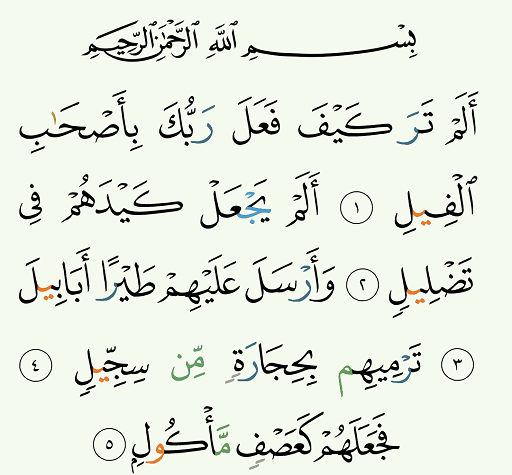 بِسْمِ ٱللَّهِ ٱلرَّحْمَٰنِ ٱلرَّحِيمِ
أَلَمْ تَرَ كَيْفَ فَعَلَ رَبُّكَ بِأَصْحَٰبِ
ٱلْفِيلِ ١ أَلَمْ يَجْعَلْ كَيْدَهُمْ فِى
تَضْلِيلٍ ٢ وَأَرْسَلَ عَلَيْهِمْ طَيْرًا أَبَابِيلَ
٣ تَرْمِيهِم بِحِجَارَةٍ مِّن سِجِّيلٍ ٤
فَجَعَلَهُمْ كَعَصْفٍ مَّأْكُولٍ ٥